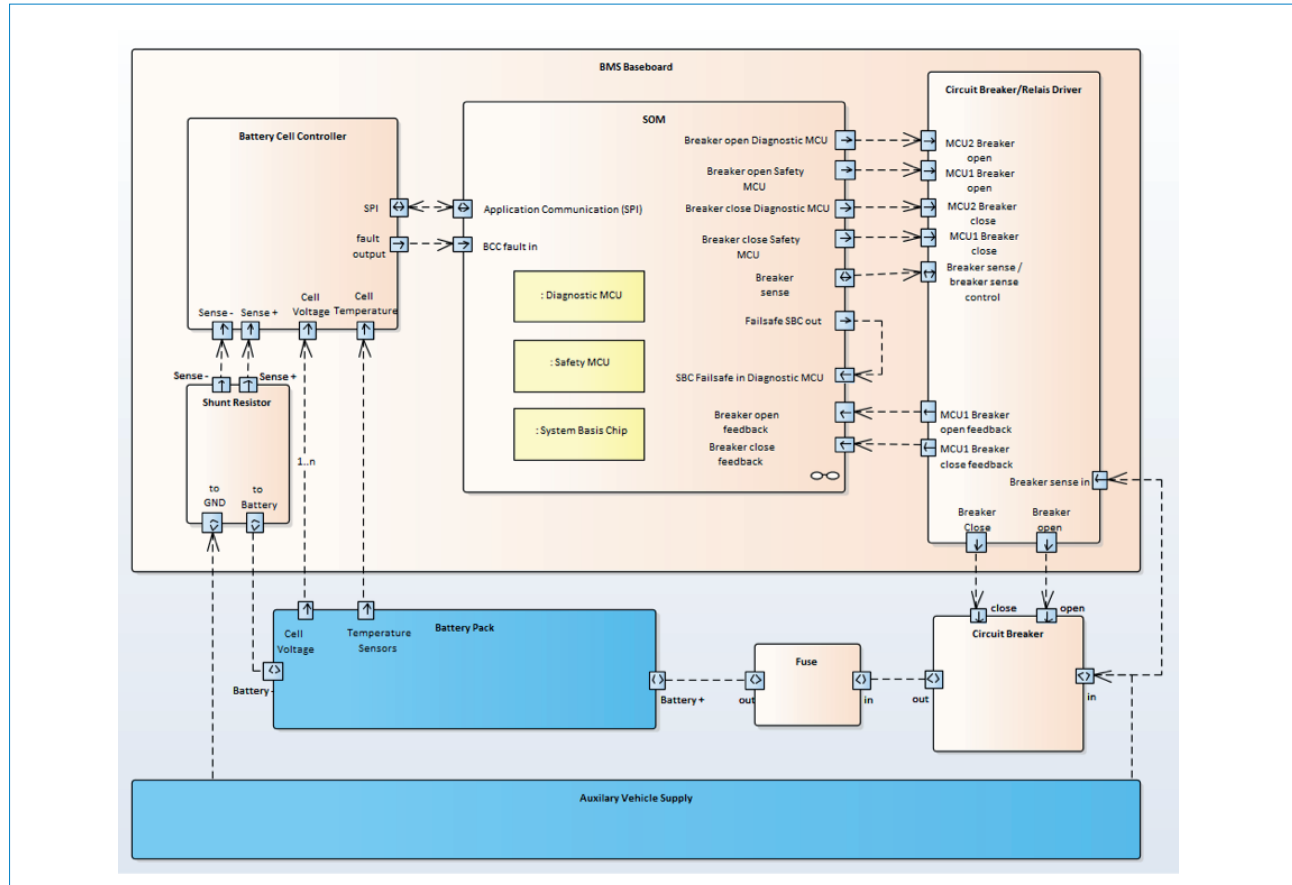 BMS Baseboard
Circuit Breaker/Relais Driver
Battery Cell Controller
SOM
Breaker open Diagnostic MCU
MCU2 Breaker
open
Breaker open Safety
MCU
MCU1 Breaker
open
SPI
Application Communication (SPI)
Breaker close Diagnostic MCU
MCU2 Breaker
close
fault
output
BCC fault in
Breaker close Safety
MCU
MCU1 Breaker
close
Breaker
sense
Breaker sense /
breaker sense
control
: Diagnostic MCU
Sense -
Sense +
Cell
Voltage
Cell
Temperature
Failsafe SBC out
: Safety MCU
SBC Failsafe in Diagnostic MCU
Sense -
Sense +
Shunt Resistor
: System Basis Chip
Breaker open
feedback
MCU1 Breaker
open feedback
Breaker close
feedback
MCU1 Breaker
close feedback
1..n
to
GND
to
Battery
Breaker sense in
Breaker
Close
Breaker
open
close
open
Battery Pack
Circuit Breaker
Cell
Voltage
Temperature
Sensors
Fuse
Battery -
Battery +
out
in
out
in
Auxilary Vehicle Supply